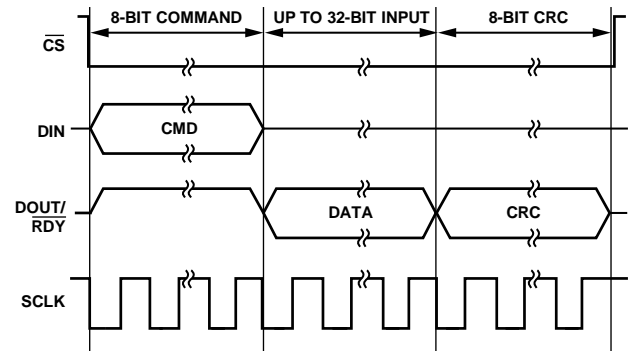 8-BIT COMMAND UP TO 32-BIT INPUT 8-BIT CRC
CS
DIN
CMD
DOUT/
RDY
DATA
CRC
SCLK